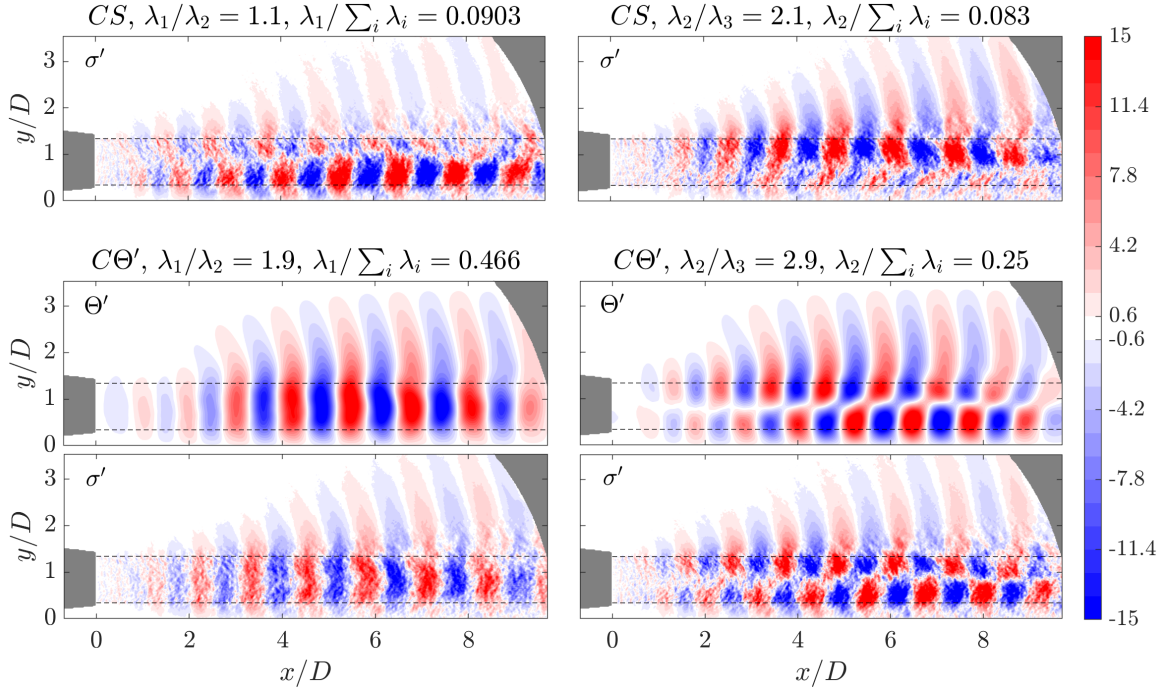 CS, λ₁/λ₂ = 1.1, λ₁/∑ᵢ λᵢ = 0.0903
CS, λ₂/λ₃ = 2.1, λ₂/∑ᵢ λᵢ = 0.083
σ′
σ′
y/D
3
2
1
0
CΘ′, λ₁/λ₂ = 1.9, λ₁/∑ᵢ λᵢ = 0.466
CΘ′, λ₂/λ₃ = 2.9, λ₂/∑ᵢ λᵢ = 0.25
Θ′
Θ′
y/D
3
2
1
0
σ′
σ′
y/D
3
2
1
0
0 2 4 6 8
0 2 4 6 8
x/D
x/D
15
11.4
7.8
4.2
0.6
-0.6
-4.2
-7.8
-11.4
-15